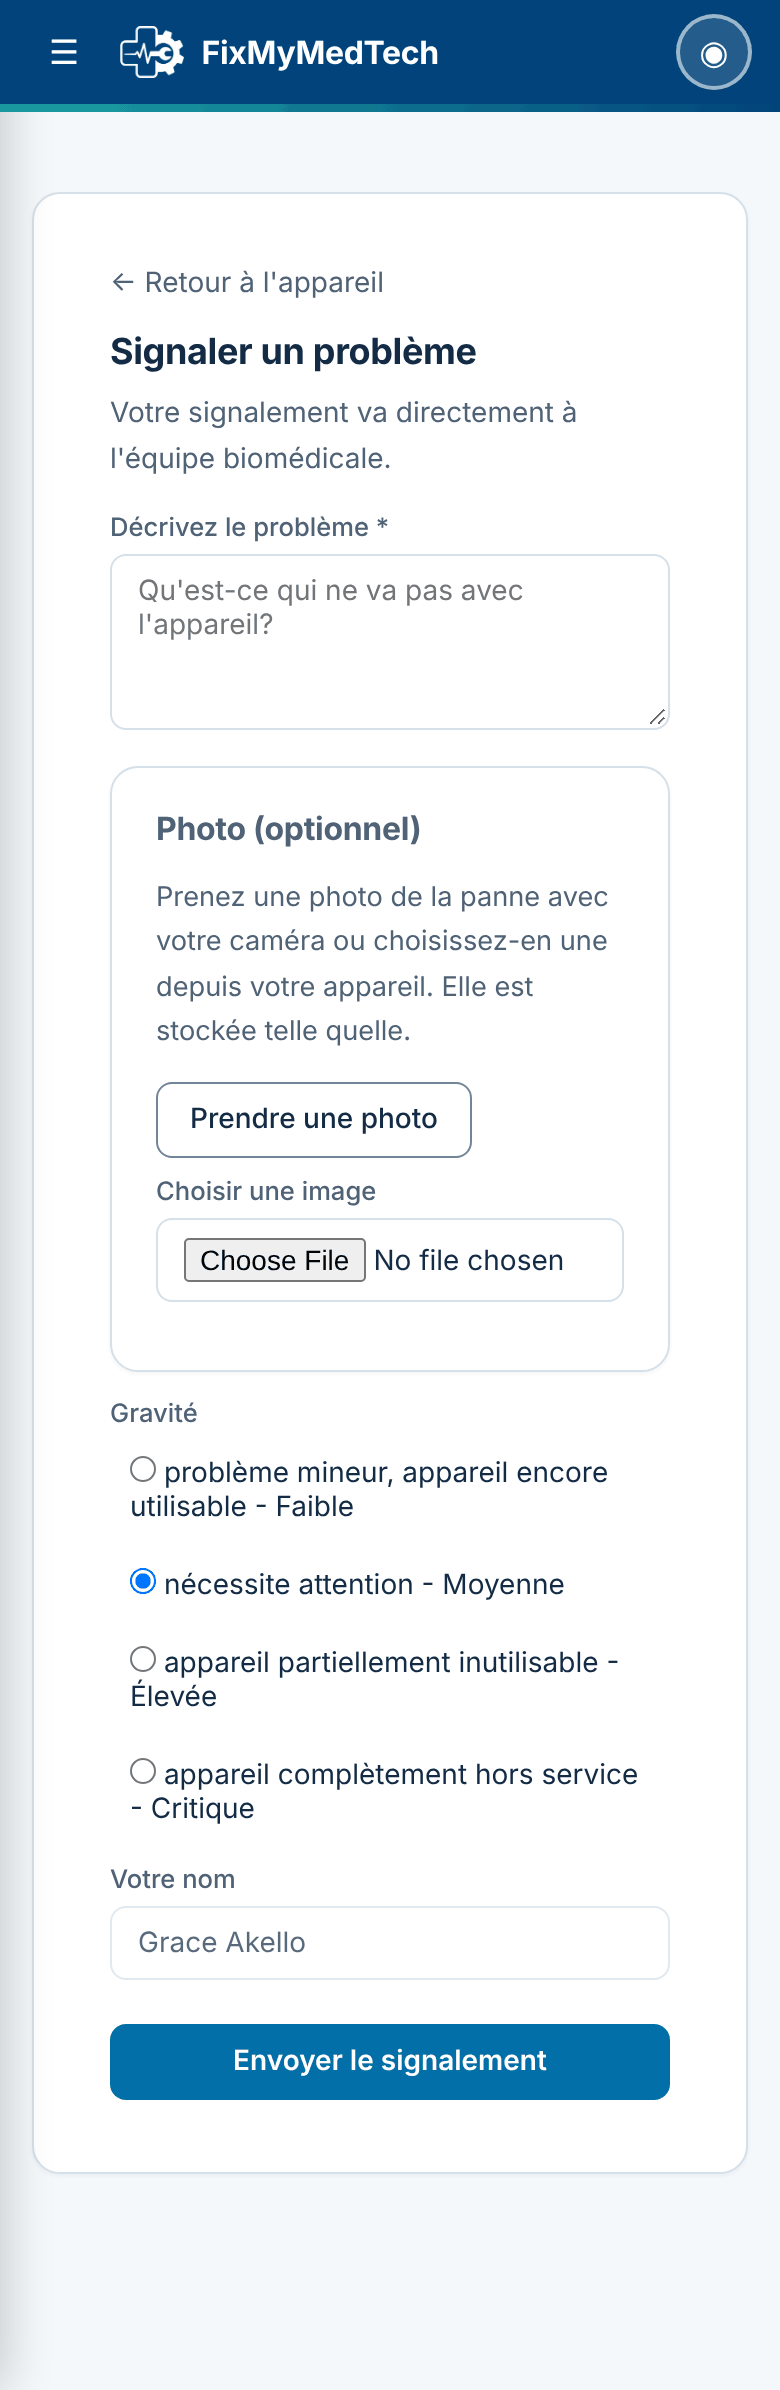 ☰ FixMyMedTech ◉
← Retour à l'appareil
Signaler un problème
Votre signalement va directement à
l'équipe biomédicale.
Décrivez le problème *
Qu'est-ce qui ne va pas avec
l'appareil?
Photo (optionnel)
Prenez une photo de la panne avec
votre caméra ou choisissez-en une
depuis votre appareil. Elle est
stockée telle quelle.
Prendre une photo
Choisir une image
Choose File No file chosen
Gravité
problème mineur, appareil encore
utilisable - Faible
nécessite attention - Moyenne
appareil partiellement inutilisable -
Élevée
appareil complètement hors service
- Critique
Votre nom
Grace Akello
Envoyer le signalement